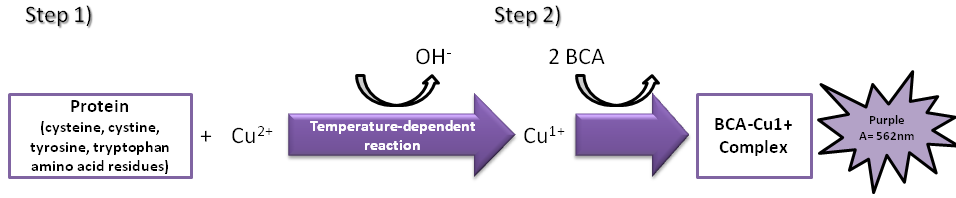 Step 1)
Step 2)
OH-
2 BCA
Protein
(cysteine, cystine,
tyrosine, tryptophan
amino acid residues)
+ Cu2+
Temperature-dependent
reaction
Cu1+
BCA-Cu1+
Complex
Purple
A= 562nm